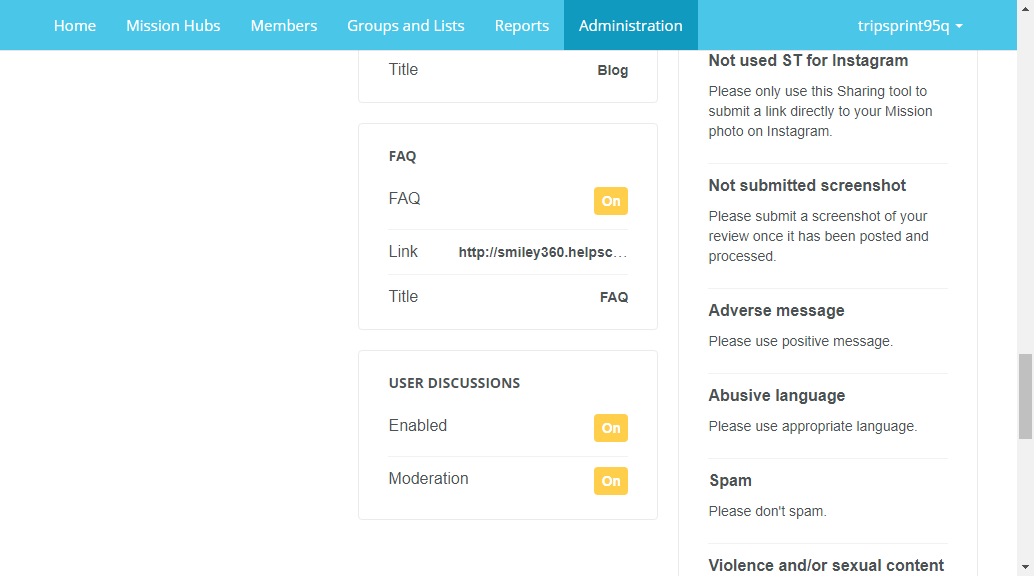 Home Mission Hubs Members Groups and Lists Reports Administration tripsprint95q
Title Blog
FAQ
FAQ On
Link http://smiley360.helpsc...
Title FAQ
USER DISCUSSIONS
Enabled On
Moderation On
Not used ST for Instagram
Please only use this Sharing tool to
submit a link directly to your Mission
photo on Instagram.
Not submitted screenshot
Please submit a screenshot of your
review once it has been posted and
processed.
Adverse message
Please use positive message.
Abusive language
Please use appropriate language.
Spam
Please don't spam.
Violence and/or sexual content